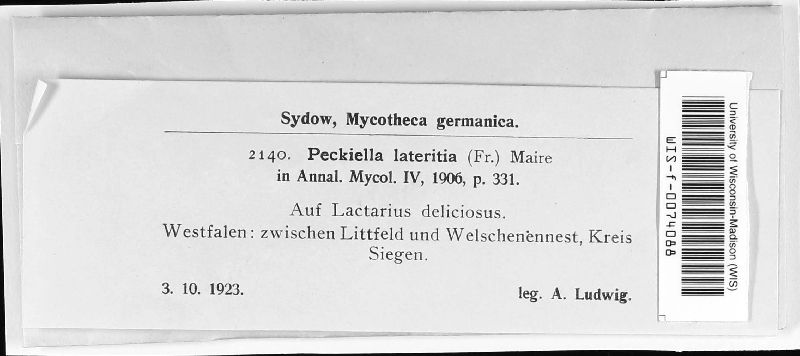 Sydow, Mycotheca germanica.
2140. Peckiella lateritia (Fr.) Maire
in Annal. Mycol. IV, 1906, p. 331.
Auf Lactarius deliciosus.
Westfalen: zwischen Littfeld und Welschenènnest, Kreis
Siegen.
3. 10. 1923. leg. A. Ludwig.
University of Wisconsin-Madison (WIS)
WIS-f-0074088